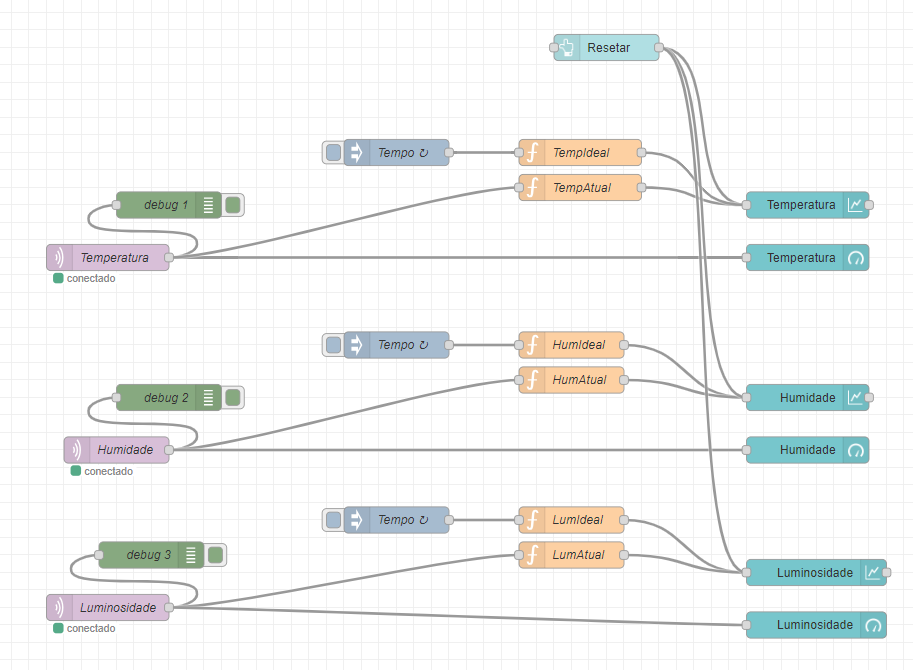 Resetar
Tempo ↻
TempIdeal
TempAtual
debug 1
Temperatura
Temperatura
Temperatura
conectado
Tempo ↻
HumIdeal
HumAtual
debug 2
Humidade
Humidade
Humidade
conectado
Tempo ↻
LumIdeal
LumAtual
debug 3
Luminosidade
Luminosidade
Luminosidade
conectado